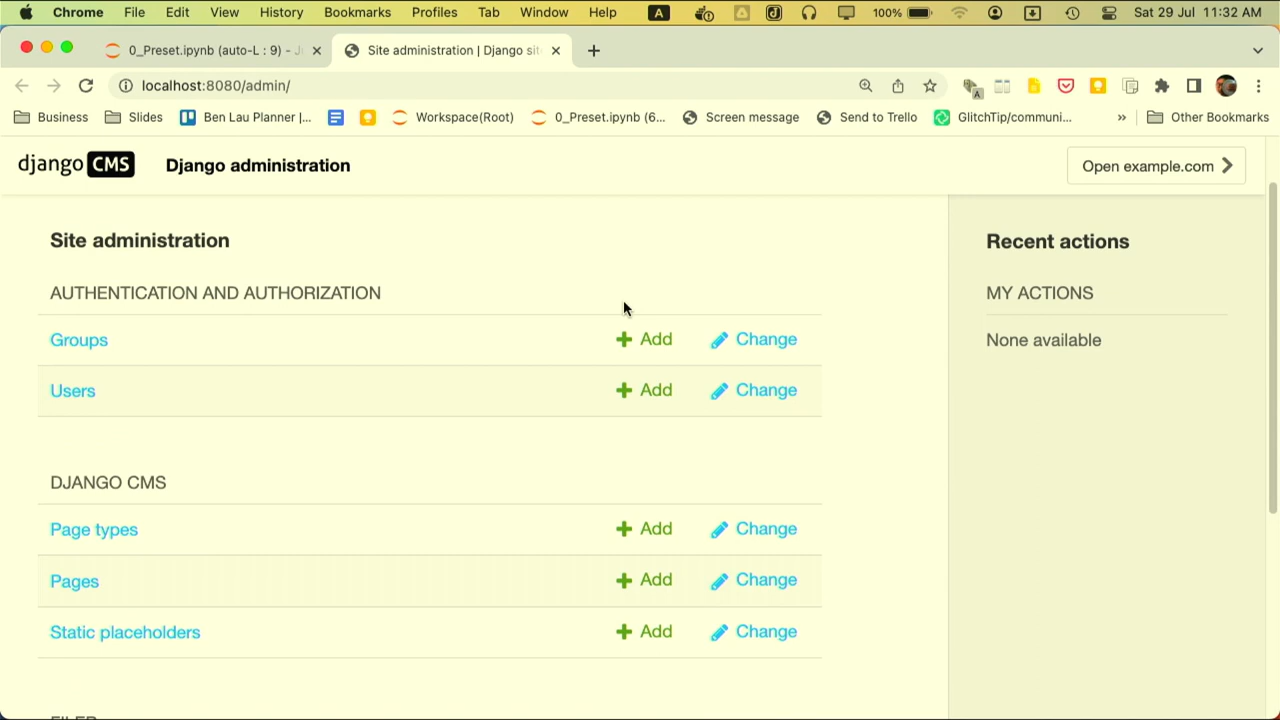 Chrome File Edit View History Bookmarks Profiles Tab Window Help A 100% Sat 29 Jul 11:32 AM
0_Preset.ipynb (auto-L : 9) - Site administration | Django sit
localhost:8080/admin/
Business Slides Ben Lau Planner |... Workspace(Root) 0_Preset.ipynb (6... Screen message Send to Trello GlitchTip/communi... » Other Bookmarks
django CMS Django administration Open example.com
Site administration
Recent actions
AUTHENTICATION AND AUTHORIZATION
MY ACTIONS
Groups Add Change
None available
Users Add Change
DJANGO CMS
Page types Add Change
Pages Add Change
Static placeholders Add Change